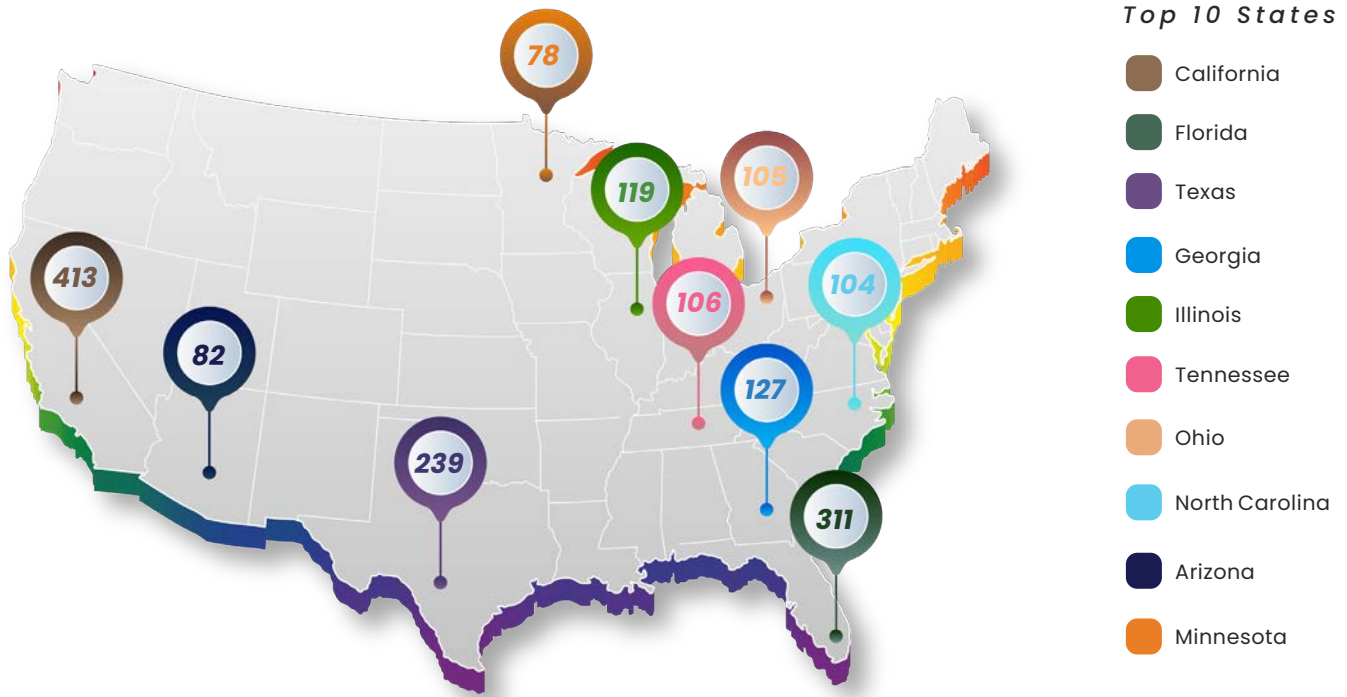 Top 10 States
California
Florida
Texas
Georgia
Illinois
Tennessee
Ohio
North Carolina
Arizona
Minnesota
78
119
105
413
106
104
82
127
239
311